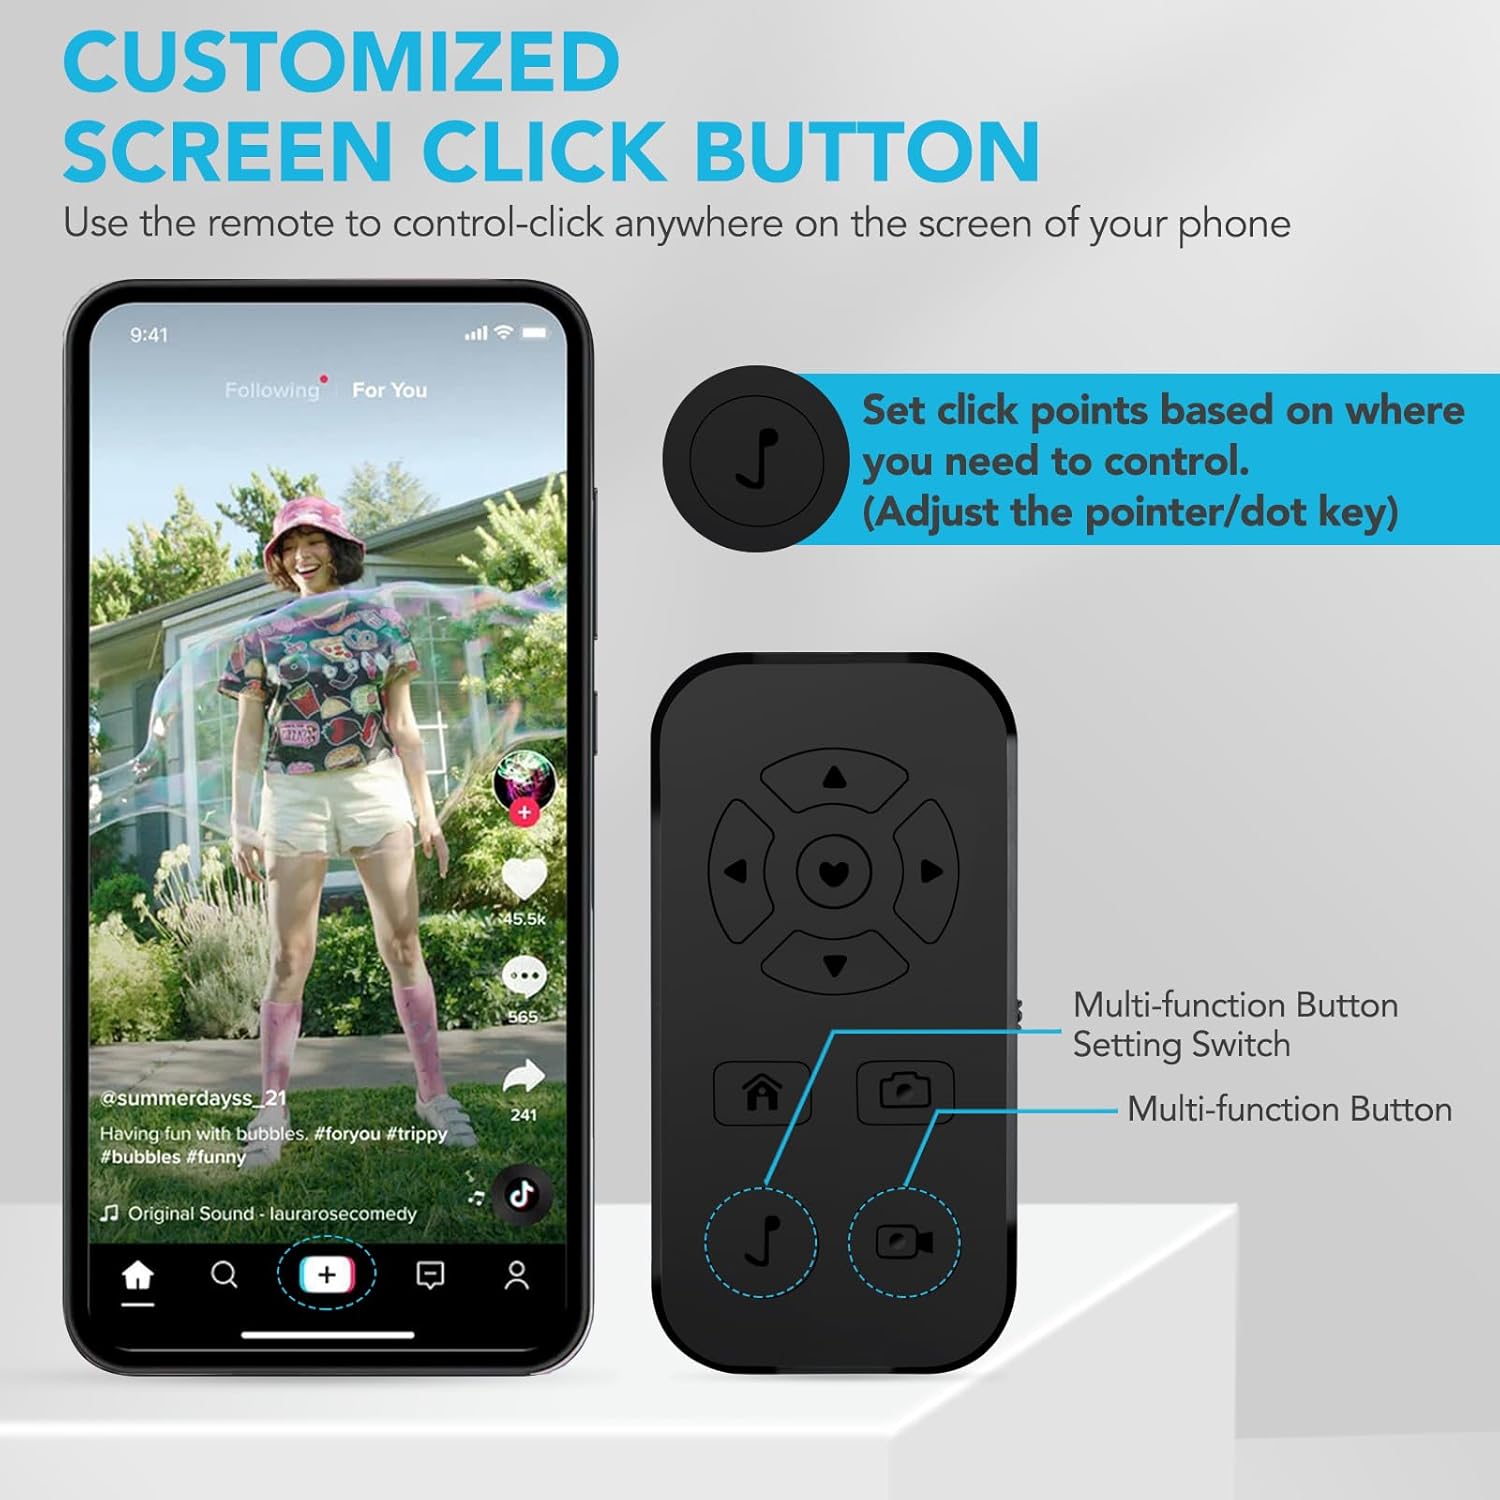 CUSTOMIZED
SCREEN CLICK BUTTON
Use the remote to control-click anywhere on the screen of your phone
9:41
Following For You
Set click points based on where
you need to control.
(Adjust the pointer/dot key)
45.5k
565
241
@summerdayss_21
Having fun with bubbles. #foryou #trippy
#bubbles #funny
Original Sound - laurarosecomedy
Multi-function Button
Setting Switch
Multi-function Button